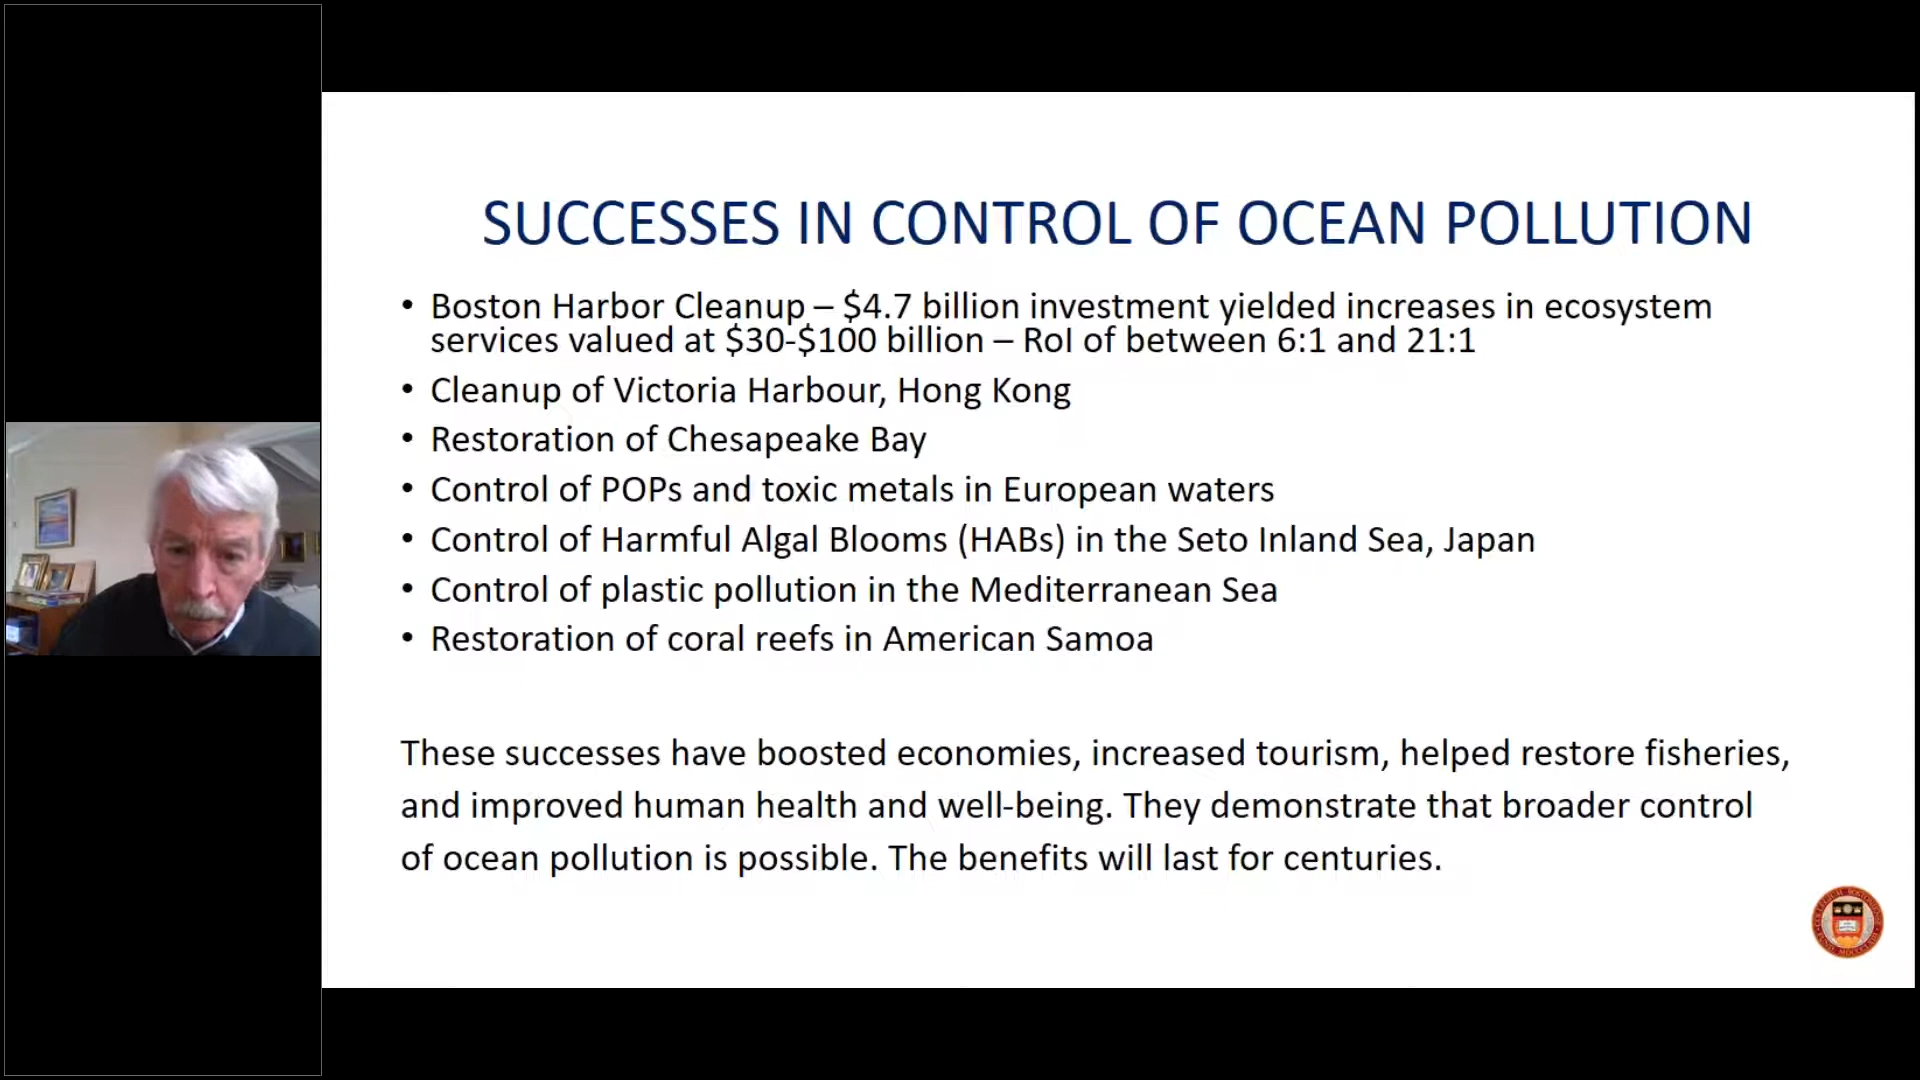 SUCCESSES IN CONTROL OF OCEAN POLLUTION
• Boston Harbor Cleanup – $4.7 billion investment yielded increases in ecosystem
services valued at $30-$100 billion – RoI of between 6:1 and 21:1
• Cleanup of Victoria Harbour, Hong Kong
• Restoration of Chesapeake Bay
• Control of POPs and toxic metals in European waters
• Control of Harmful Algal Blooms (HABs) in the Seto Inland Sea, Japan
• Control of plastic pollution in the Mediterranean Sea
• Restoration of coral reefs in American Samoa
These successes have boosted economies, increased tourism, helped restore fisheries,
and improved human health and well-being. They demonstrate that broader control
of ocean pollution is possible. The benefits will last for centuries.